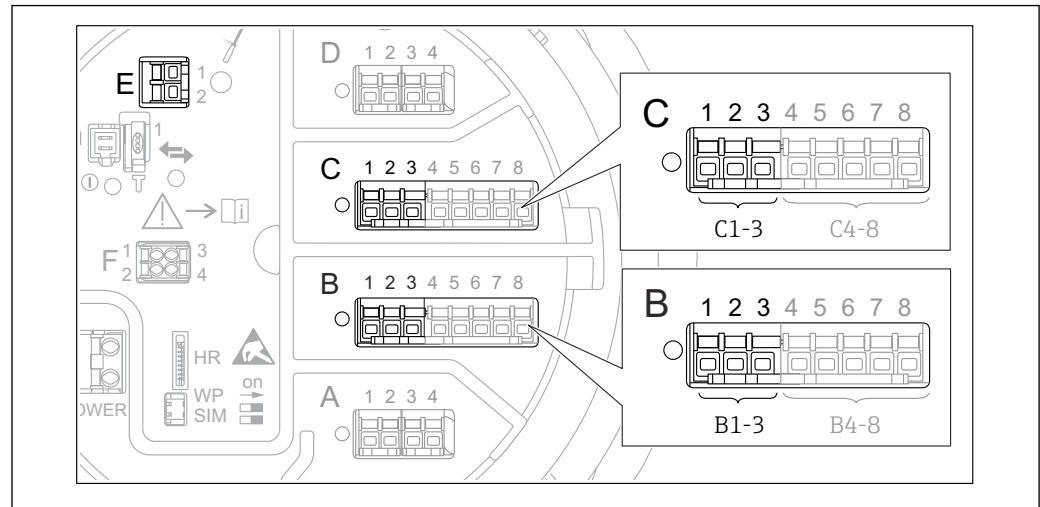 D 1 2 3 4
E 1
2
1
C 1 2 3 4 5 6 7 8
C 1 2 3 4 5 6 7 8
C1-3 C4-8
i
F 1 3
2 4
B 1 2 3 4 5 6 7 8
B 1 2 3 4 5 6 7 8
B1-3 B4-8
HR
WP on
SIM
OWER
A 1 2 3 4